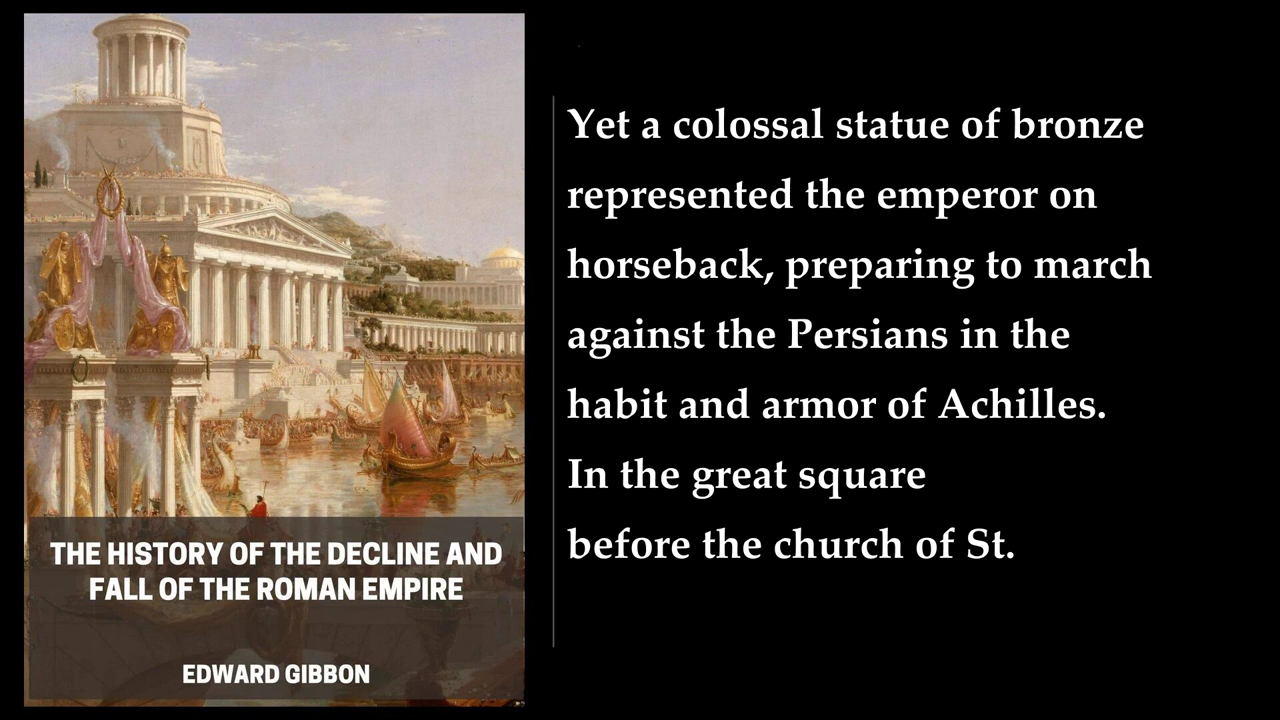 THE HISTORY OF THE DECLINE AND
FALL OF THE ROMAN EMPIRE
EDWARD GIBBON
Yet a colossal statue of bronze
represented the emperor on
horseback, preparing to march
against the Persians in the
habit and armor of Achilles.
In the great square
before the church of St.